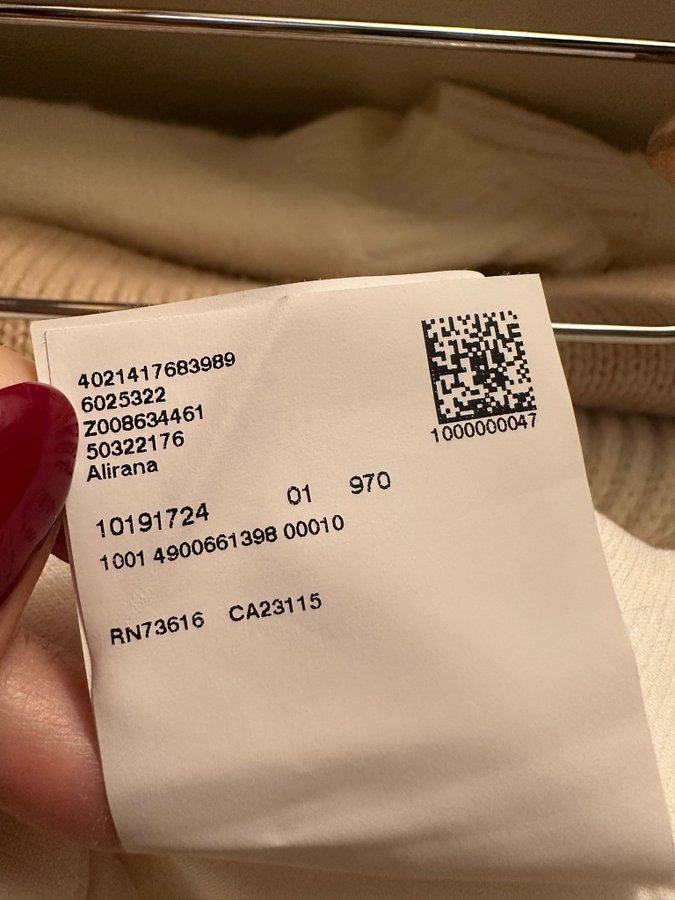 4021417683989
6025322
Z008634461
50322176
Alirana
1000000047
10191724 01 970
1001 4900661398 00010
RN73616 CA23115